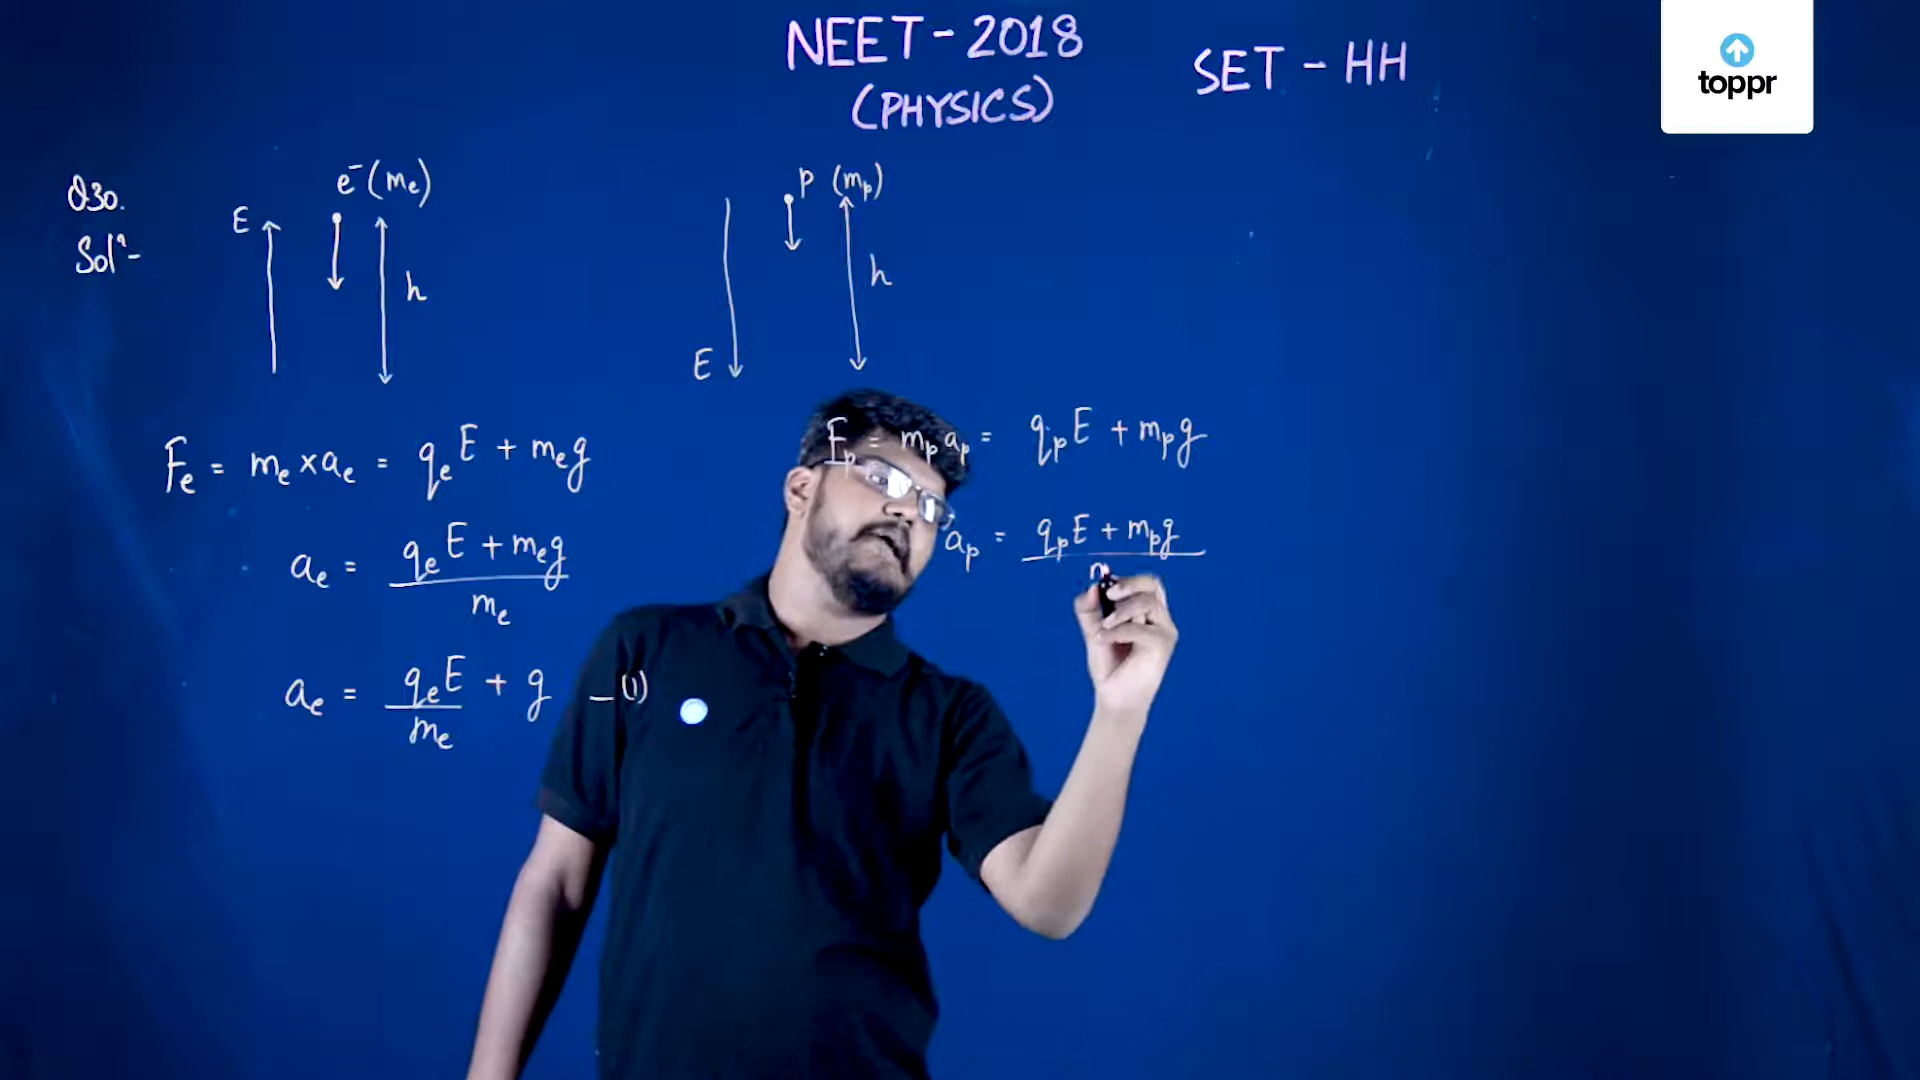 NEET - 2018
(PHYSICS)
SET - HH
toppr
Q30.
Solⁿ-
e⁻ (mₑ)
E
h
p (mₚ)
h
E
Fₑ = mₑ × aₑ = qₑE + mₑg
aₑ = qₑE + mₑg / mₑ
aₑ = qₑE / mₑ + g — (1)
Fₚ = mₚaₚ = qₚE + mₚg
aₚ = qₚE + mₚg